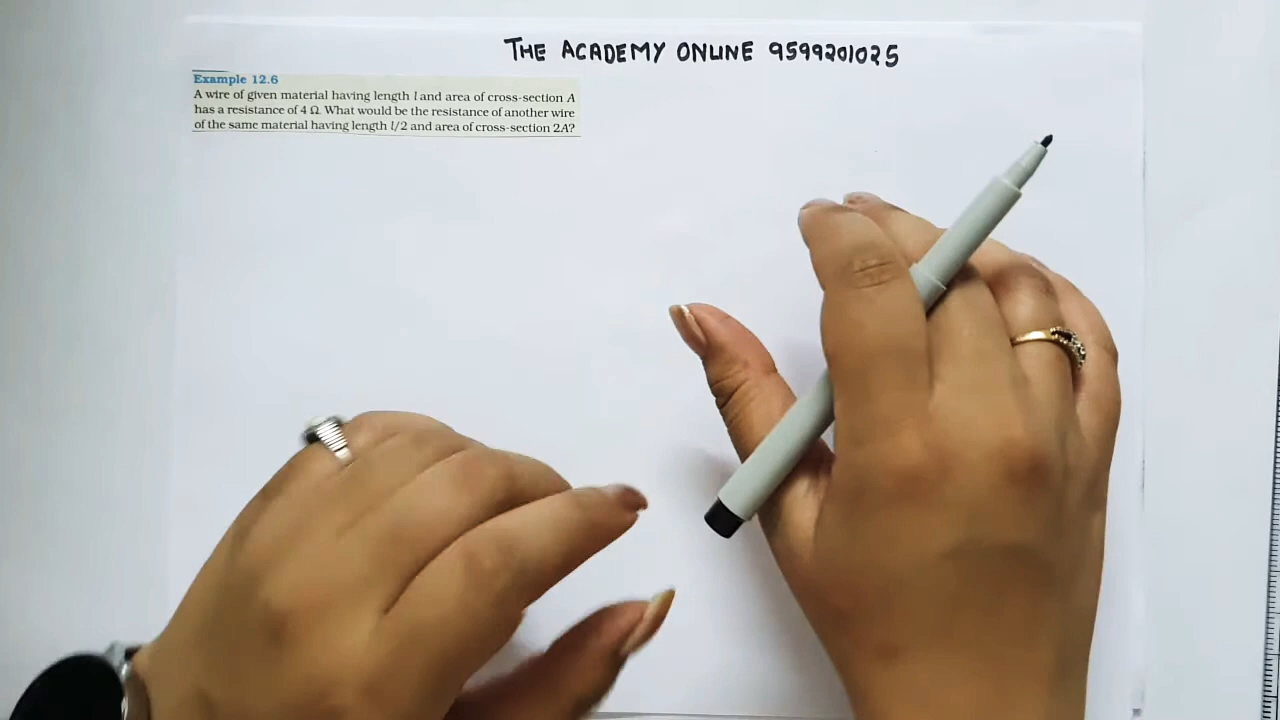 THE ACADEMY ONLINE 9599201025
Example 12.6
A wire of given material having length l and area of cross-section A
has a resistance of 4 Ω. What would be the resistance of another wire
of the same material having length l/2 and area of cross-section 2A?